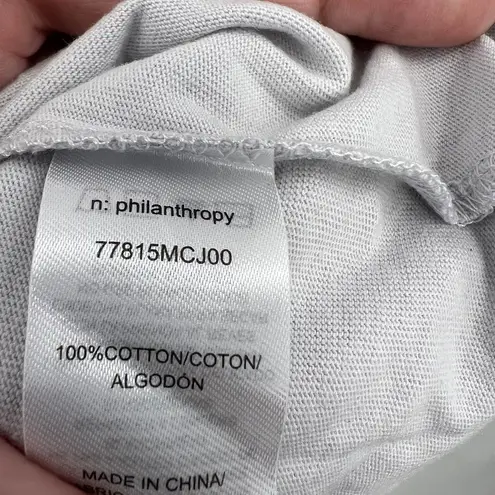 n: philanthropy
77815MCJ00
100%COTTON/COTON/
ALGODÓN
MADE IN CHINA/